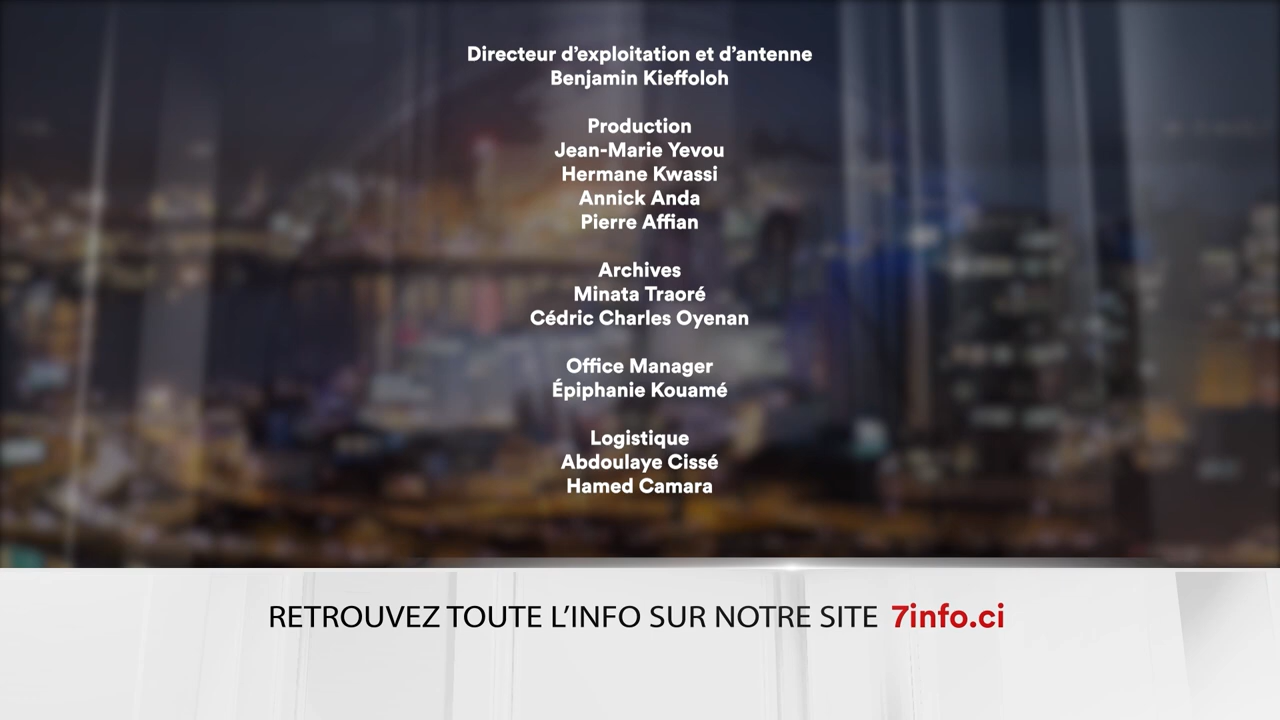 Directeur d’exploitation et d’antenne
Benjamin Kieffoloh
Production
Jean-Marie Yevou
Hermane Kwassi
Annick Anda
Pierre Affian
Archives
Minata Traoré
Cédric Charles Oyenan
Office Manager
Épiphanie Kouamé
Logistique
Abdoulaye Cissé
Hamed Camara
RETROUVEZ TOUTE L’INFO SUR NOTRE SITE 7info.ci